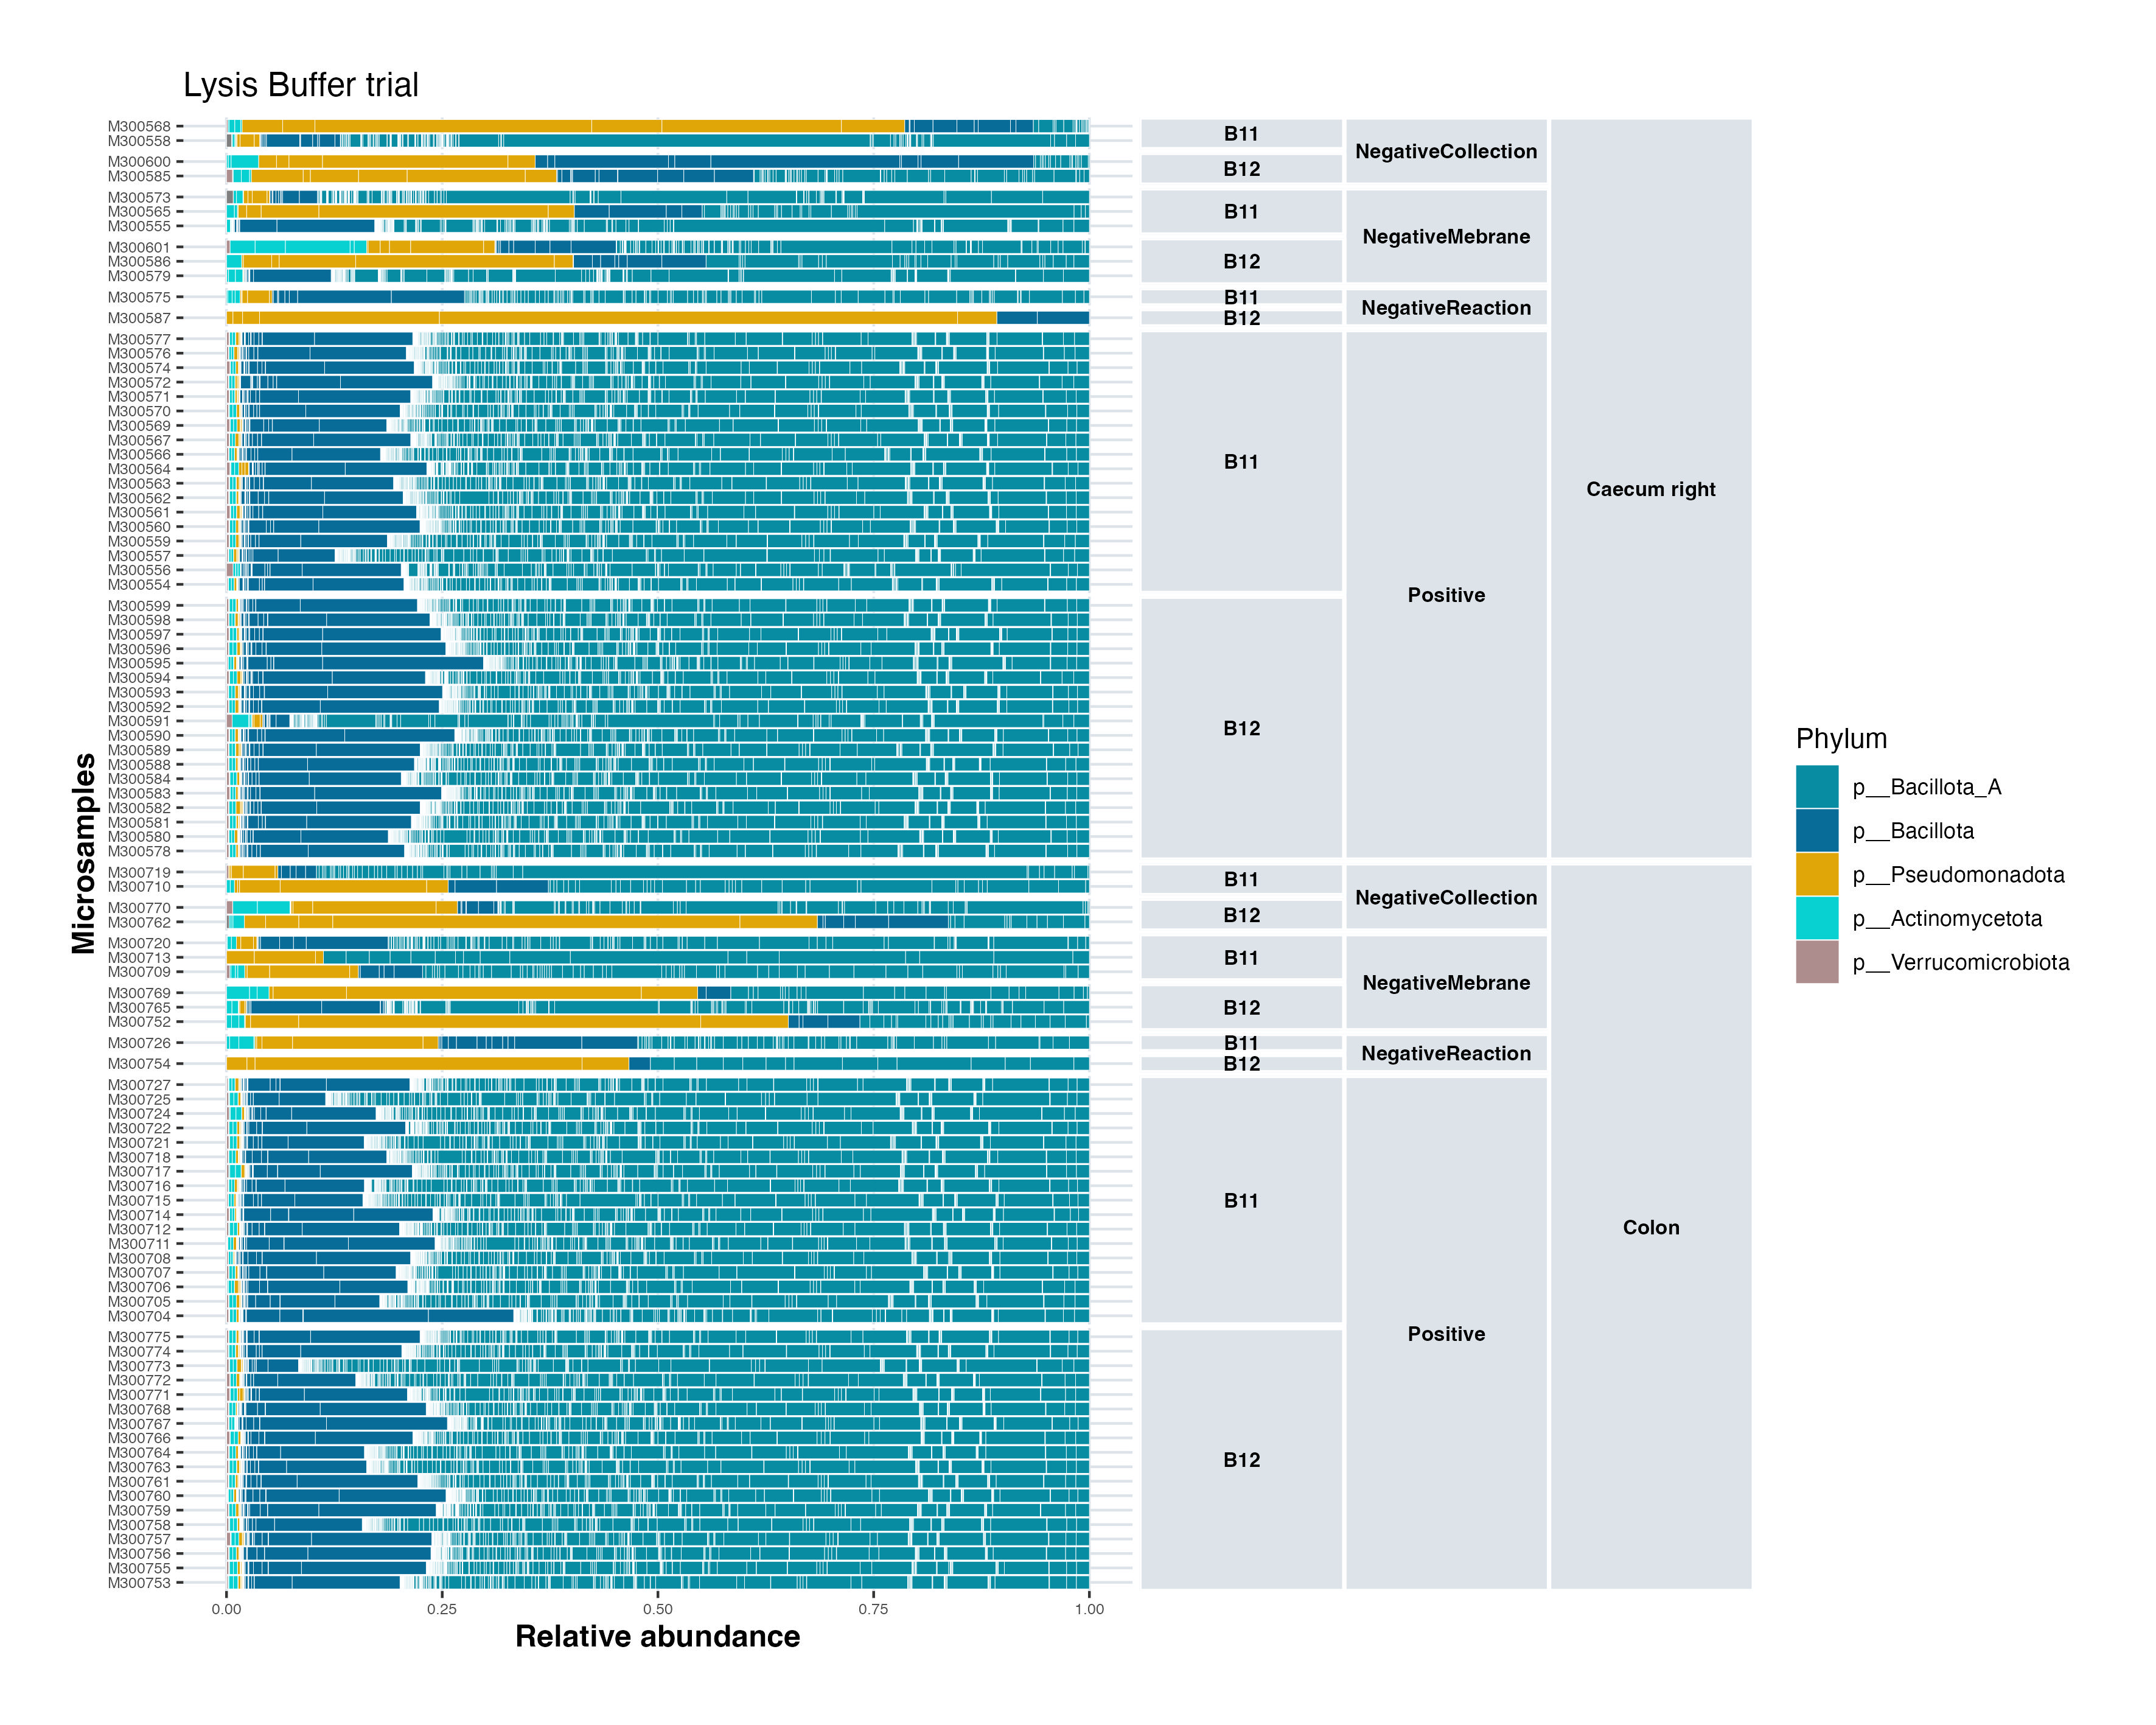 Lysis Buffer trial
M300568
M300558
M300600
M300585
M300573
M300565
M300555
M300601
M300586
M300579
M300575
M300587
M300577
M300576
M300574
M300572
M300571
M300570
M300569
M300567
M300566
M300564
M300563
M300562
M300561
M300560
M300559
M300557
M300556
M300554
M300599
M300598
M300597
M300596
M300595
M300594
M300593
M300592
M300591
M300590
M300589
M300588
M300584
M300583
M300582
M300581
M300580
M300578
M300719
M300710
M300770
M300762
M300720
M300713
M300709
M300769
M300765
M300752
M300726
M300754
M300727
M300725
M300724
M300722
M300721
M300718
M300717
M300716
M300715
M300714
M300712
M300711
M300708
M300707
M300706
M300705
M300704
M300775
M300774
M300773
M300772
M300771
M300768
M300767
M300766
M300764
M300763
M300761
M300760
M300759
M300758
M300757
M300756
M300755
M300753
Microsamples
0.00 0.25 0.50 0.75 1.00
Relative abundance
B11
B12
B11
B12
B11
B12
B11
B12
B11
B12
B11
B12
B11
B12
B11
B12
NegativeCollection
NegativeMebrane
NegativeReaction
Positive
NegativeCollection
NegativeMebrane
NegativeReaction
Positive
Caecum right
Colon
Phylum
p__Bacillota_A
p__Bacillota
p__Pseudomonadota
p__Actinomycetota
p__Verrucomicrobiota